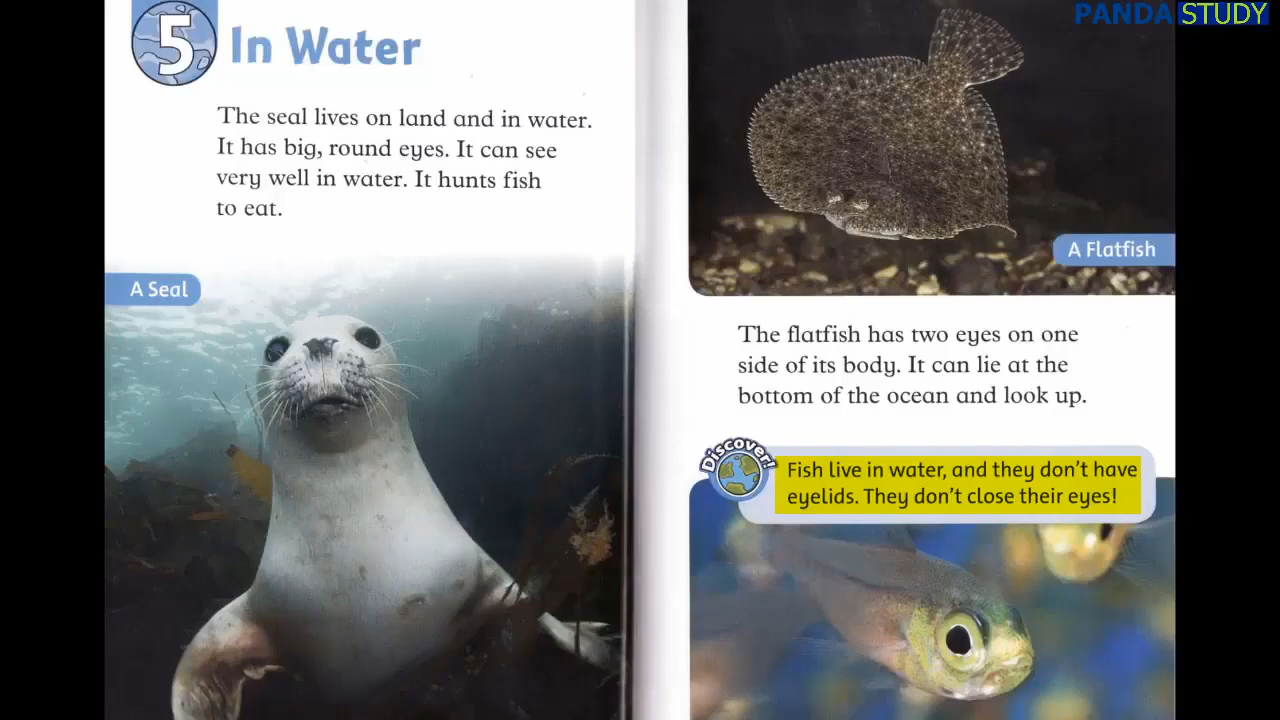 5 In Water
The seal lives on land and in water.
It has big, round eyes. It can see
very well in water. It hunts fish
to eat.
A Seal
PANDA STUDY
A Flatfish
The flatfish has two eyes on one
side of its body. It can lie at the
bottom of the ocean and look up.
Discover!
Fish live in water, and they don't have
eyelids. They don't close their eyes!